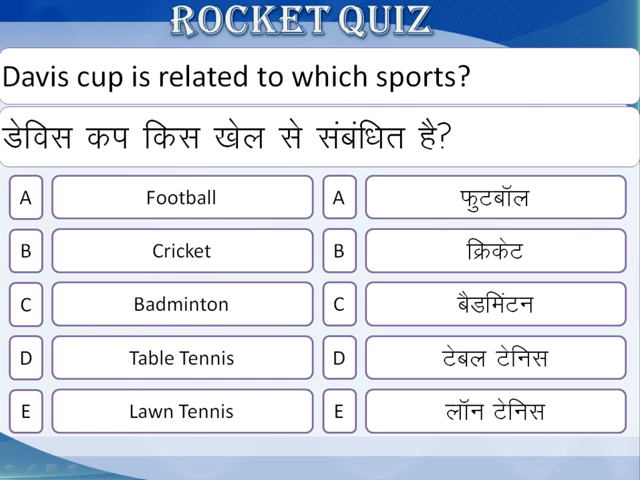 ROCKET QUIZ
Davis cup is related to which sports?
डेविस कप किस खेल से संबंधित है?
A Football A फुटबॉल
B Cricket B क्रिकेट
C Badminton C बैडमिंटन
D Table Tennis D टेबल टेनिस
E Lawn Tennis E लॉन टेनिस